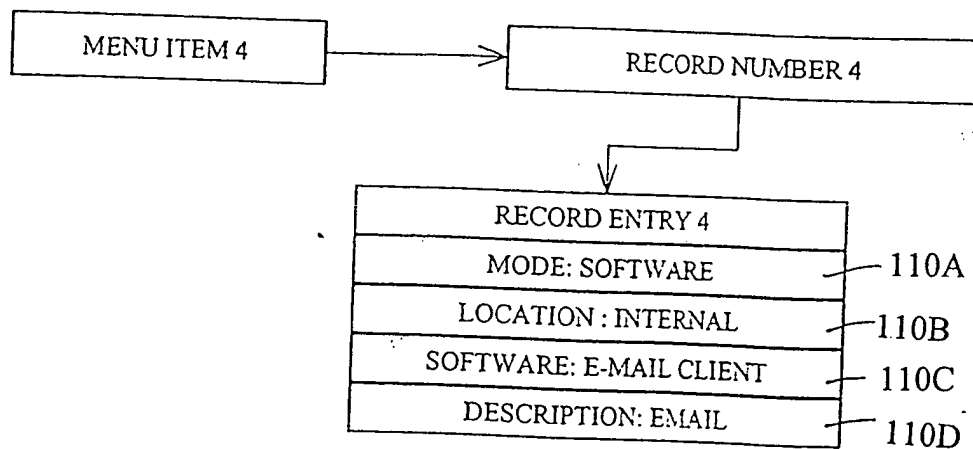 MENU ITEM 4
RECORD NUMBER 4
RECORD ENTRY 4
MODE: SOFTWARE
110A
LOCATION : INTERNAL
110B
SOFTWARE: E-MAIL CLIENT
110C
DESCRIPTION: EMAIL
110D